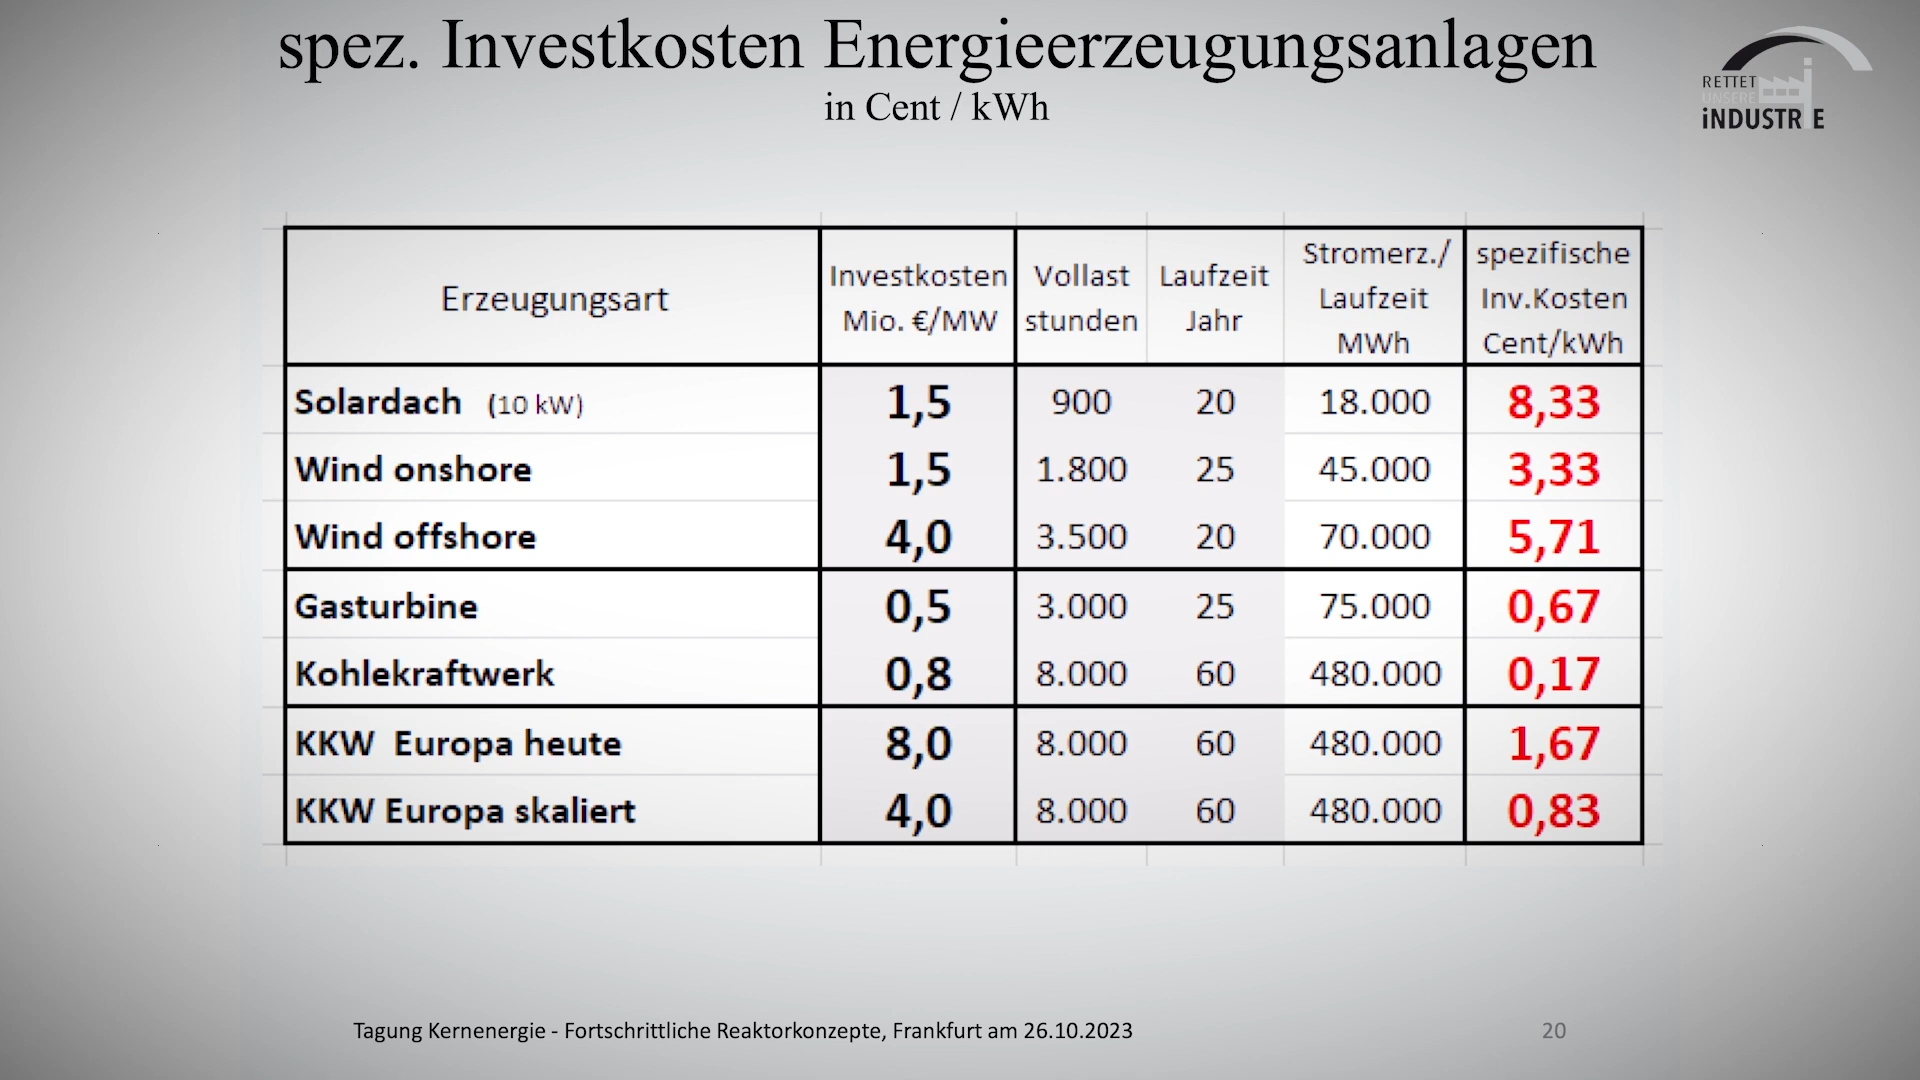 spez. Investkosten Energieerzeugungsanlagen
in Cent / kWh
RETTET
UNSERE
iNDUSTRIE
Erzeugungsart
Investkosten
Mio. €/MW
Vollast
stunden
Laufzeit
Jahr
Stromerz./
Laufzeit
MWh
spezifische
Inv.Kosten
Cent/kWh
Solardach (10 kW) 1,5 900 20 18.000 8,33
Wind onshore 1,5 1.800 25 45.000 3,33
Wind offshore 4,0 3.500 20 70.000 5,71
Gasturbine 0,5 3.000 25 75.000 0,67
Kohlekraftwerk 0,8 8.000 60 480.000 0,17
KKW Europa heute 8,0 8.000 60 480.000 1,67
KKW Europa skaliert 4,0 8.000 60 480.000 0,83
Tagung Kernenergie - Fortschrittliche Reaktorkonzepte, Frankfurt am 26.10.2023
20